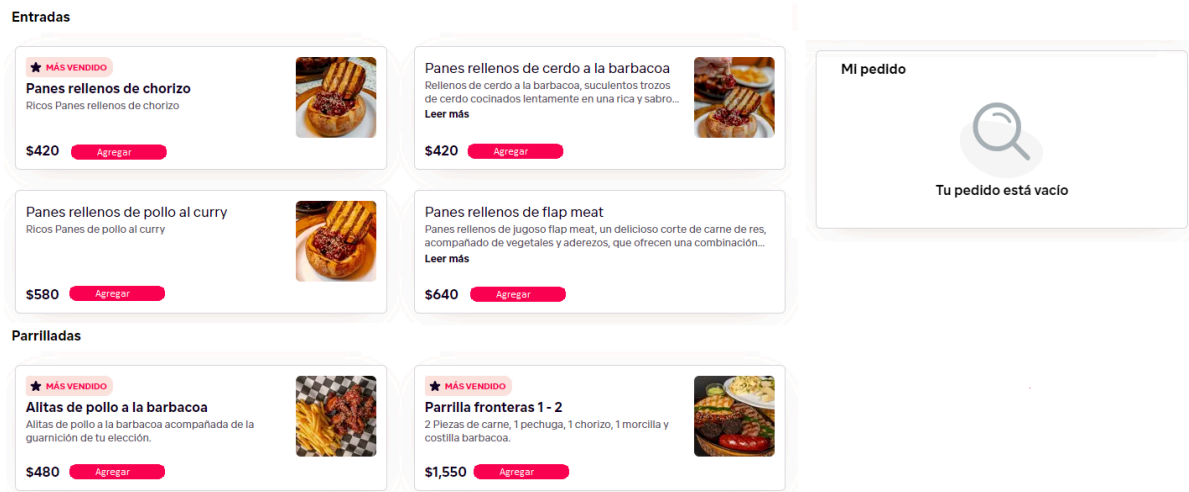 Entradas
MÁS VENDIDO
Panes rellenos de chorizo
Ricos Panes rellenos de chorizo
$420 Agregar
Panes rellenos de cerdo a la barbacoa
Rellenos de cerdo a la barbacoa, suculentos trozos
de cerdo cocinados lentamente en una rica y sabro...
Leer más
$420 Agregar
Panes rellenos de pollo al curry
Ricos Panes de pollo al curry
$580 Agregar
Panes rellenos de flap meat
Panes rellenos de jugoso flap meat, un delicioso corte de carne de res,
acompañado de vegetales y aderezos, que ofrecen una combinación...
Leer más
$640 Agregar
Parrilladas
MÁS VENDIDO
Alitas de pollo a la barbacoa
Alitas de pollo a la barbacoa acompañada de la
guarnición de tu elección.
$480 Agregar
MÁS VENDIDO
Parrilla fronteras 1 - 2
2 Piezas de carne, 1 pechuga, 1 chorizo, 1 morcilla y
costilla barbacoa.
$1,550 Agregar
Mi pedido
Tu pedido está vacío